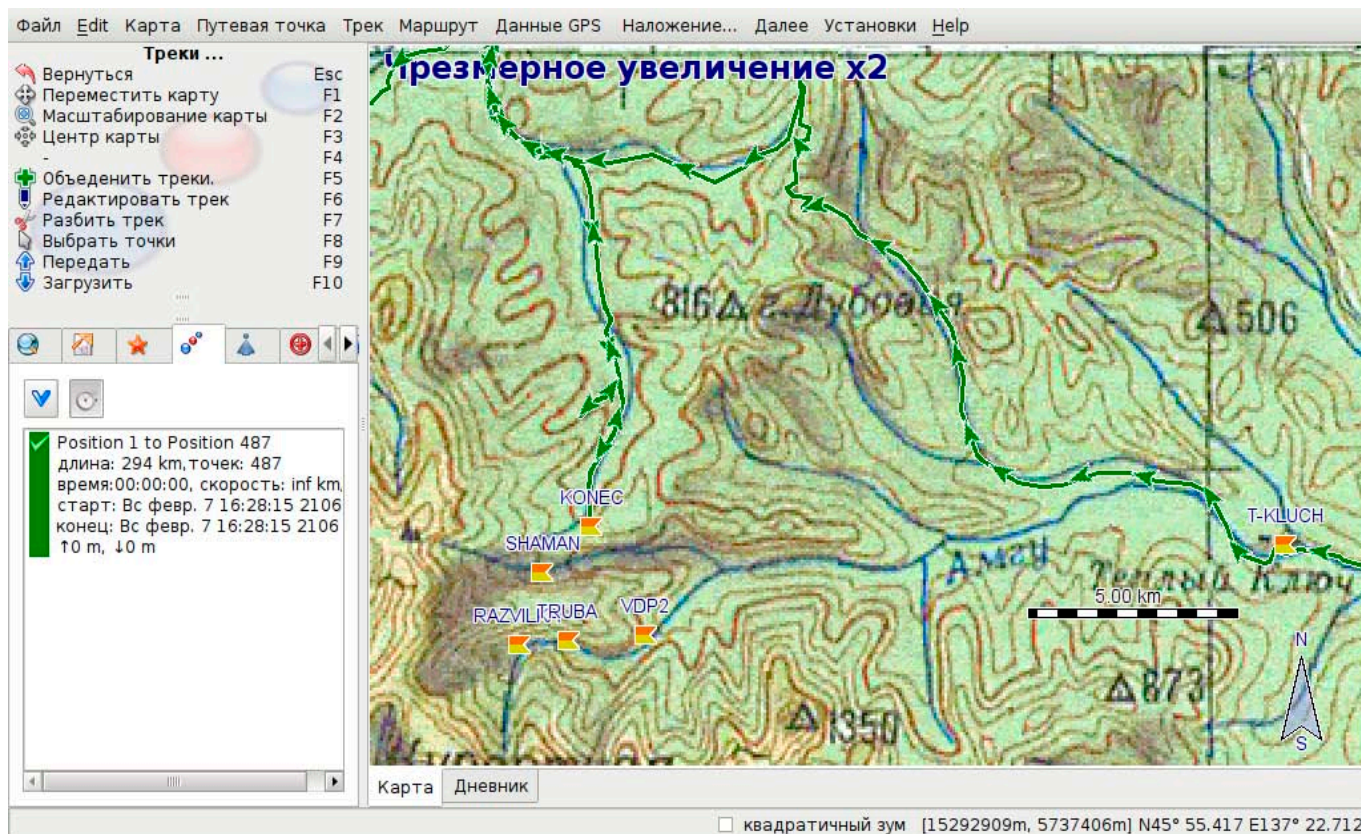 Файл Edit Карта Путевая точка Трек Маршрут Данные GPS Наложение... Далее Установки Help
Треки ...
Вернуться Esc
Переместить карту F1
Масштабирование карты F2
Центр карты F3
- F4
Объеденить треки. F5
Редактировать трек F6
Разбить трек F7
Выбрать точки F8
Передать F9
Загрузить F10
Position 1 to Position 487
длина: 294 km, точек: 487
время:00:00:00, скорость: inf km,
старт: Вс февр. 7 16:28:15 2106
конец: Вс февр. 7 16:28:15 2106
↑0 m, ↓0 m
Чрезмерное увеличение x2
816 г. Дубовая
506
KONEC
T-KLUCH
SHAMAN
Амгу
Теплый Ключ
5.00 km
TRUBA
VDP2
N
873
1350
S
Карта Дневник
квадратичный зум [15292909m, 5737406m] N45° 55.417 E137° 22.712